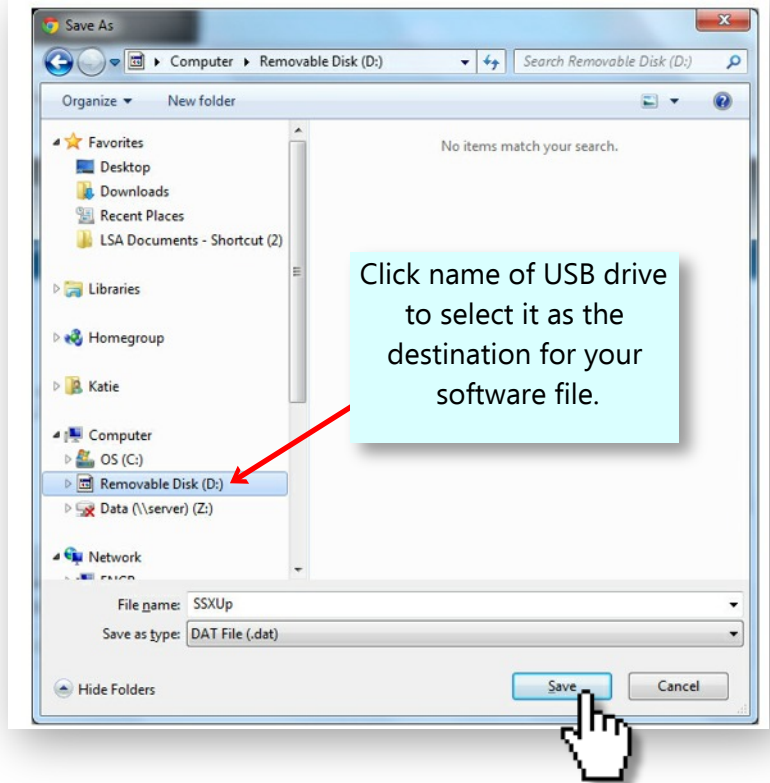 Save As
Computer ▸ Removable Disk (D:)
Search Removable Disk (D:)
Organize
New folder
Favorites
Desktop
Downloads
Recent Places
LSA Documents - Shortcut (2)
Libraries
Homegroup
Katie
Computer
OS (C:)
Removable Disk (D:)
Data (\\server) (Z:)
Network
No items match your search.
Click name of USB drive
to select it as the
destination for your
software file.
File name: SSXUp
Save as type: DAT File (.dat)
Hide Folders
Save
Cancel